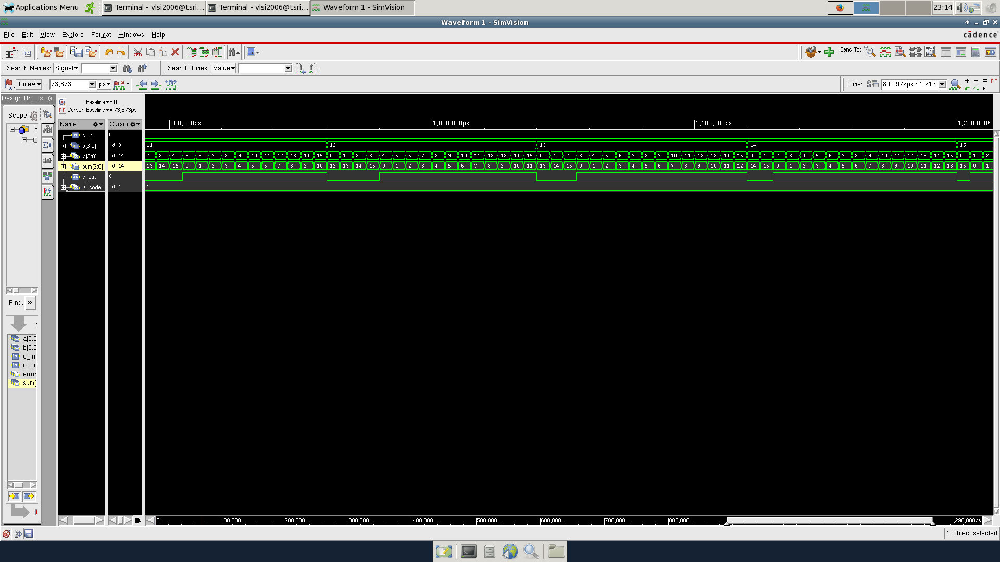 Applications Menu Terminal - vlsi2006@tsri... Terminal - vlsi2006@tsri... Waveform 1 - SimVision 23:14
Waveform 1 - SimVision
File Edit View Explore Format Windows Help cādence
Send To:
Search Names: Signal Search Times: Value
TimeA = 73,873 ps Time: 890,972ps : 1,213,
Design Br... Baseline = 0
Scope: Cursor-Baseline = 73,873ps
Name Cursor 900,000ps 1,000,000ps 1,100,000ps 1,200,000
c_in 0
a[3:0] 'd 0 11 12 13 14 15
b[3:0] 'd 14 2 3 4 5 6 7 8 9 10 11 12 13 14 15 0 1 2 3 4 5 6 7 8 9 10 11 12 13 14 15 0 1 2 3 4 5 6 7 8 9 10 11 12 13 14 15 0 1 2 3 4 5 6 7 8 9 10 11 12 13 14 15 0 1 2
sum[3:0] 'd 14 13 14 15 0 1 2 3 4 5 6 7 8 9 10 12 13 14 15 0 1 2 3 4 5 6 7 8 9 10 11 13 14 15 0 1 2 3 4 5 6 7 8 9 10 11 12 14 15 0 1 2 3 4 5 6 7 8 9 10 11 12 13 15 0 1
c_out 0
_code 'd 1 1
Find: »
a[3:0
b[3:0
c_in
c_ou
error
sum[
0 100,000 200,000 300,000 400,000 500,000 600,000 700,000 800,000 1,290,000ps
1 object selected